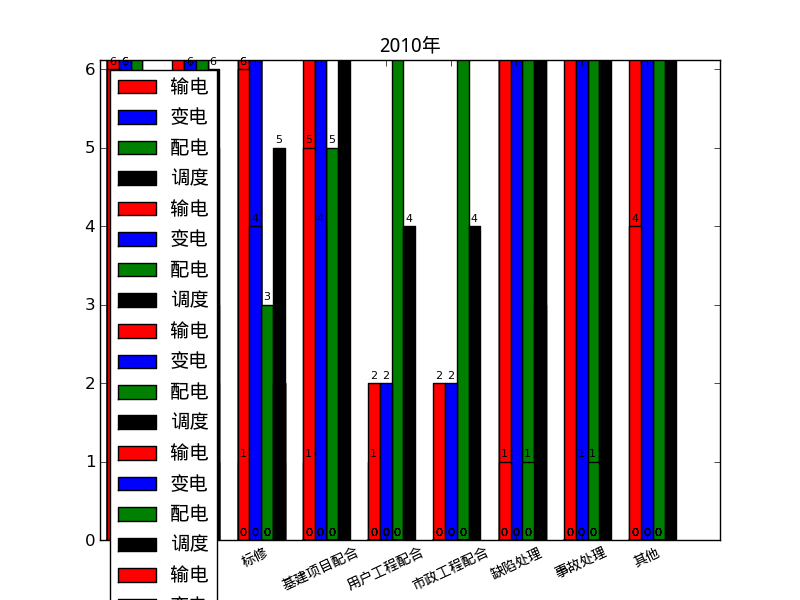 2010年
6
5
4
3
2
1
0
6 6 6 6 6
5 5 5
4 4 4 4 4
3
2 2 2 2
1 1 1 1 1 1 1
0 0 0 0 0 0 0 0 0 0 0 0 0 0 0 0 0 0 0 0 0
输电
变电
配电
调度
输电
变电
配电
调度
输电
变电
配电
调度
输电
变电
配电
调度
输电
标修
基建项目配合
用户工程配合
市政工程配合
缺陷处理
事故处理
其他